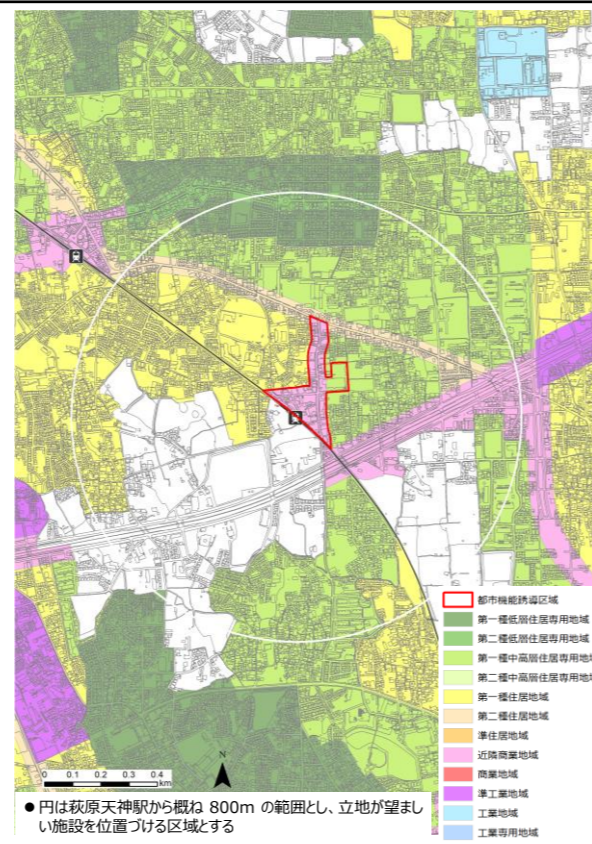 都市機能誘導区域
第一種低層住居専用地域
第二種低層住居専用地域
第一種中高層住居専用地域
第二種中高層住居専用地域
第一種住居地域
第二種住居地域
準住居地域
近隣商業地域
商業地域
準工業地域
工業地域
工業専用地域
N
0 0.1 0.2 0.3 0.4
km
● 円は萩原天神駅から概ね 800m の範囲とし、立地が望まし
い施設を位置づける区域とする